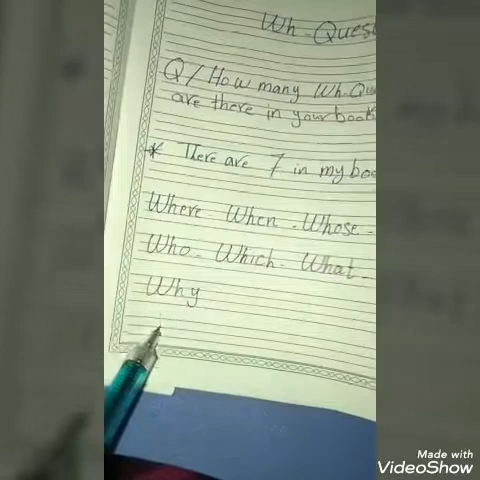 Wh-Quest
Q/ How many Wh-Que
are there in your book
* There are 7 in my boo
Where - When - Whose -
Who - Which - What -
Why
Made with
VideoShow